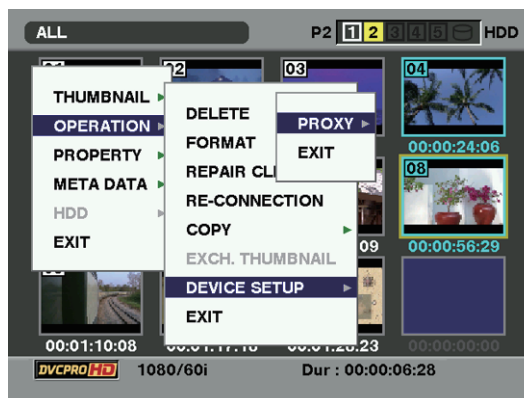 ALL
P2 1 2 3 4 5 HDD
02
03
04
THUMBNAIL
OPERATION
PROPERTY
META DATA
HDD
EXIT
DELETE
FORMAT
REPAIR
RE-CONNECTION
COPY
EXCH. THUMBNAIL
DEVICE SETUP
EXIT
PROXY
EXIT
00:00:24:06
08
09
00:00:56:29
00:01:10:08
23
00:00:00:00
DVCPRO HD
1080/60i
Dur : 00:00:06:28